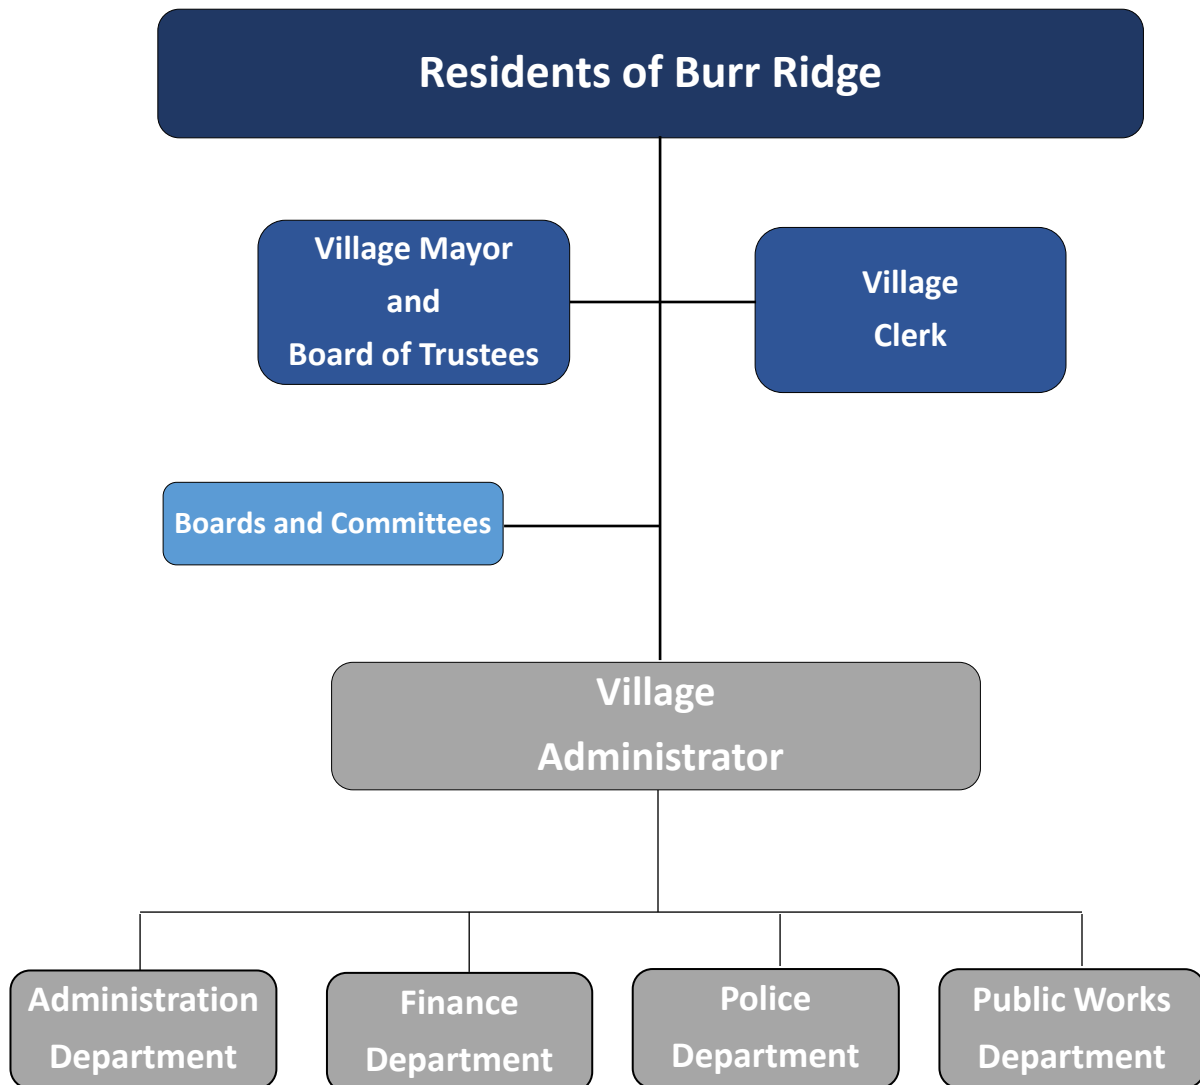 Residents of Burr Ridge
Village Mayor
and
Board of Trustees
Village
Clerk
Boards and Committees
Village
Administrator
Administration
Department
Finance
Department
Police
Department
Public Works
Department